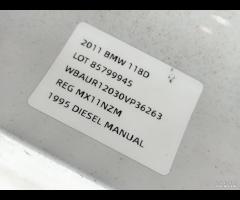 2011 BMW 118D
LOT 85799945
WBAUR12030VP36263
REG MX11NZM
1995 DIESEL MANUAL